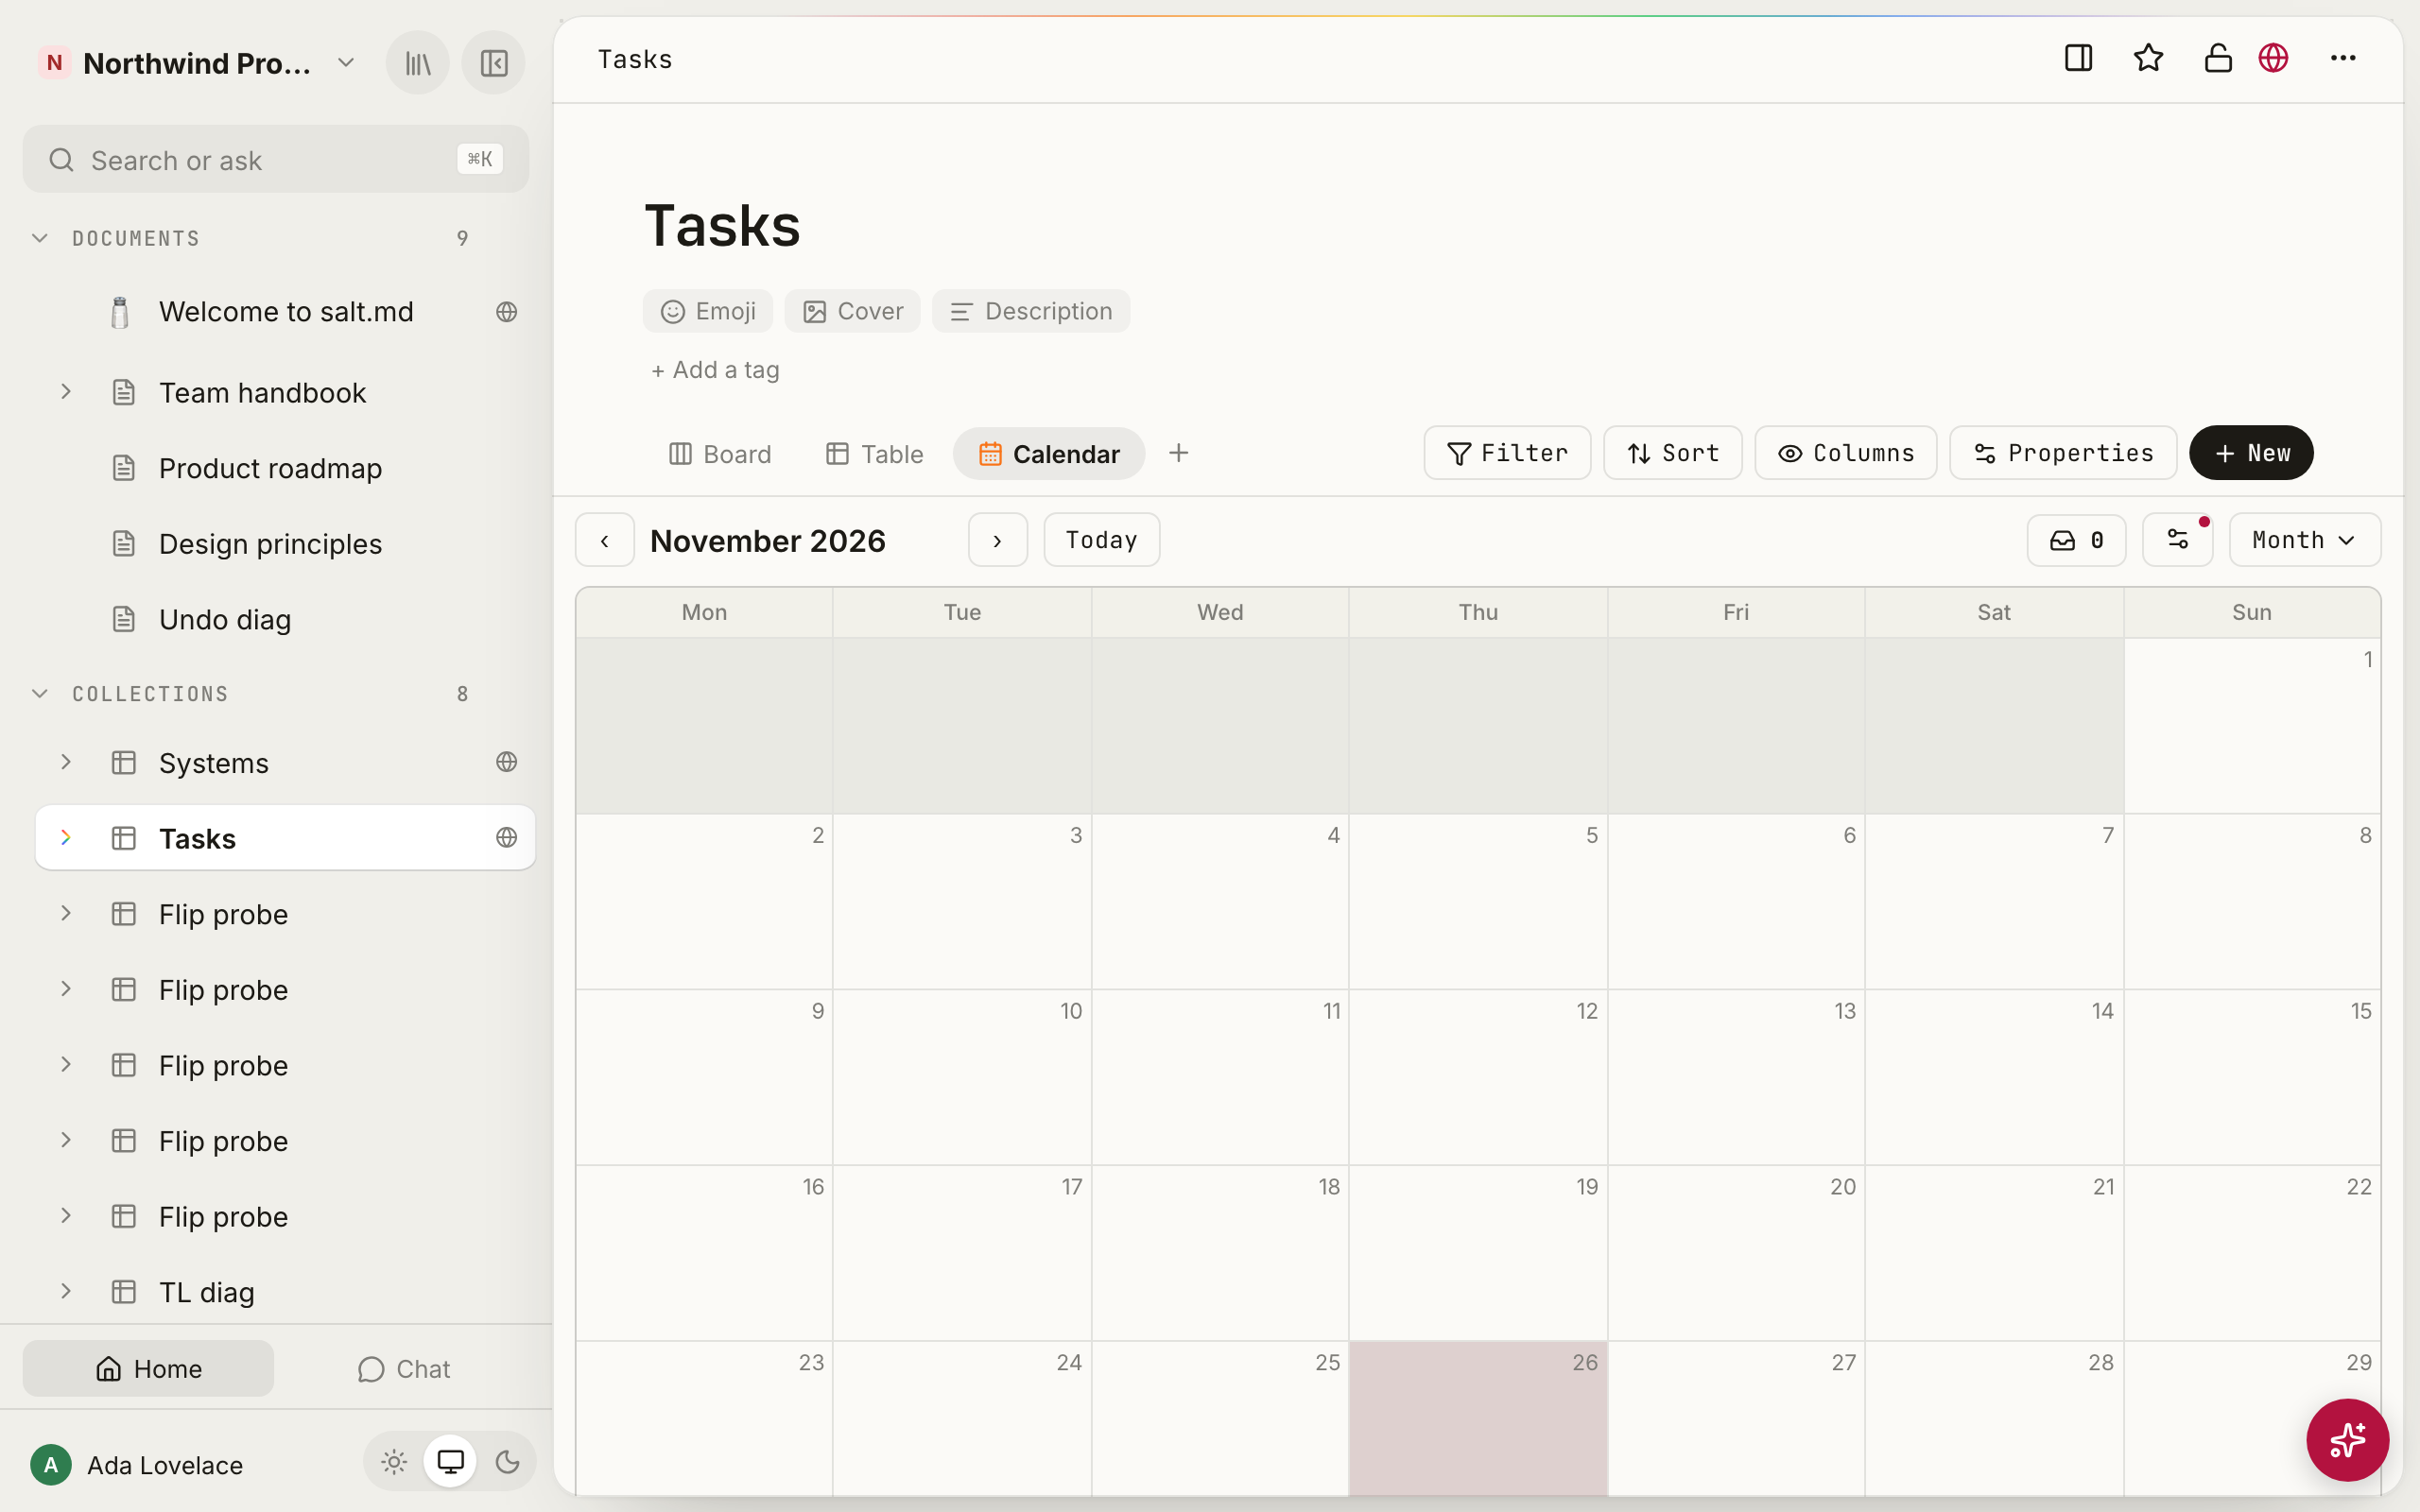 N Northwind Pro...
Search or ask ⌘K
DOCUMENTS 9
Welcome to salt.md
Team handbook
Product roadmap
Design principles
Undo diag
COLLECTIONS 8
Systems
Tasks
Flip probe
Flip probe
Flip probe
Flip probe
Flip probe
TL diag
Home Chat
A Ada Lovelace
Tasks
Tasks
Emoji Cover Description
+ Add a tag
Board Table Calendar +
Filter Sort Columns Properties + New
‹ November 2026 › Today 0 Month
Mon Tue Wed Thu Fri Sat Sun
1
2 3 4 5 6 7 8
9 10 11 12 13 14 15
16 17 18 19 20 21 22
23 24 25 26 27 28 29